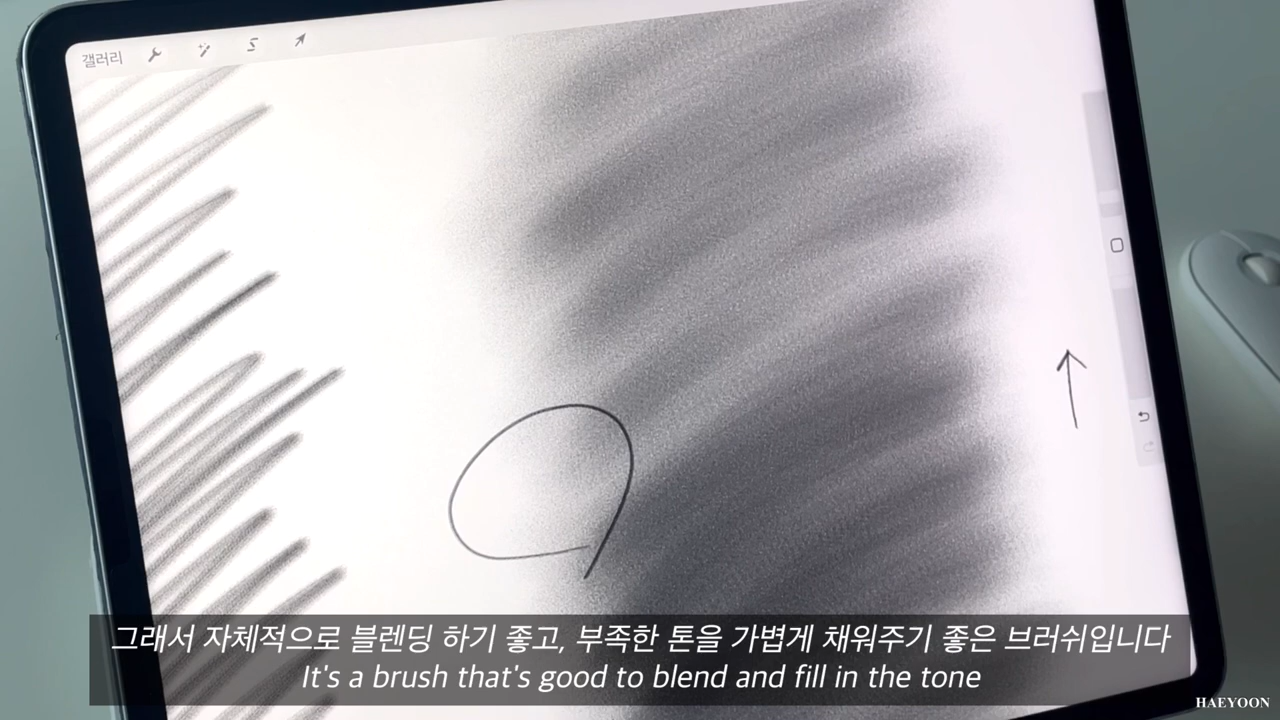 갤러리
그래서 자체적으로 블렌딩 하기 좋고, 부족한 톤을 가볍게 채워주기 좋은 브러쉬입니다
It's a brush that's good to blend and fill in the tone
HAEYOON